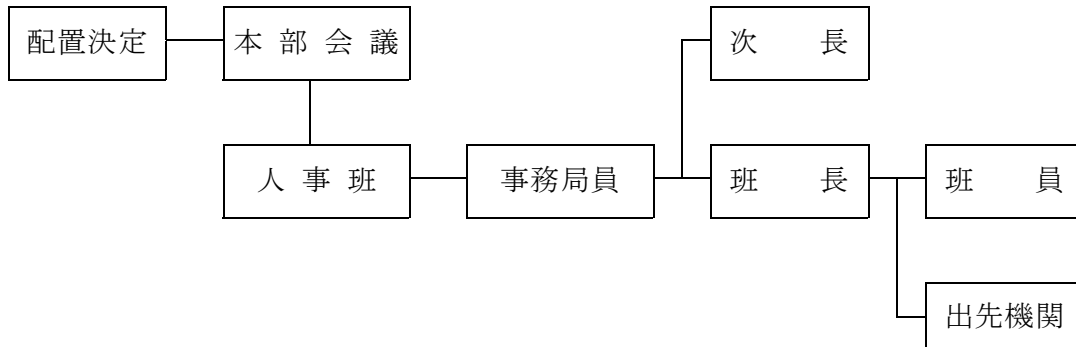 配置決定
本 部 会 議
次　　長
人 事 班
事務局員
班　　長
班　　員
出先機関